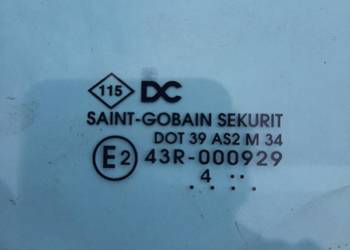 115 DC
SAINT-GOBAIN SEKURIT
DOT 39 AS2 M 34
E2 43R-000929
4